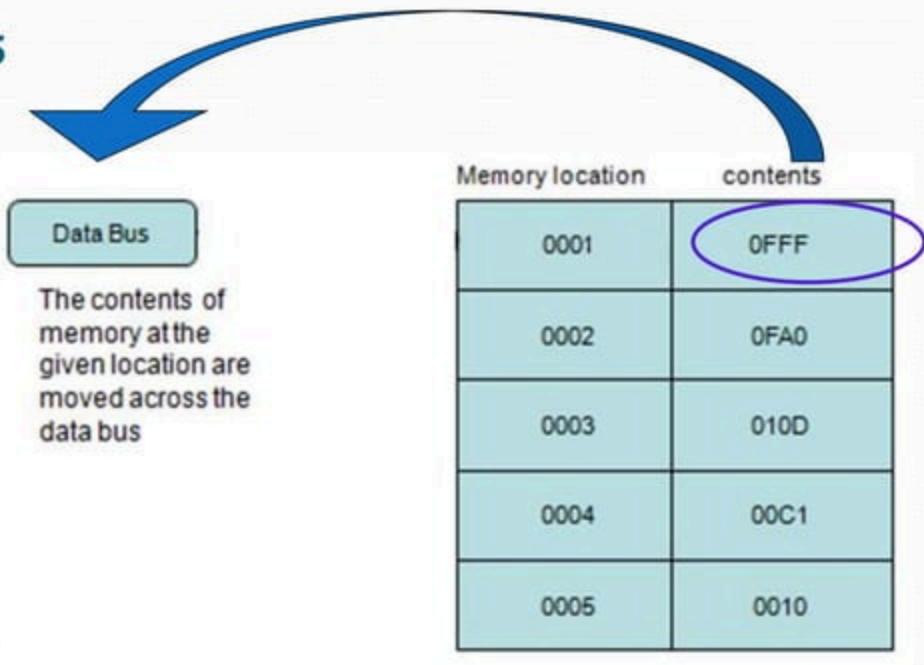 Data Bus
The contents of
memory at the
given location are
moved across the
data bus
Memory location contents
0001 0FFF
0002 0FA0
0003 010D
0004 00C1
0005 0010